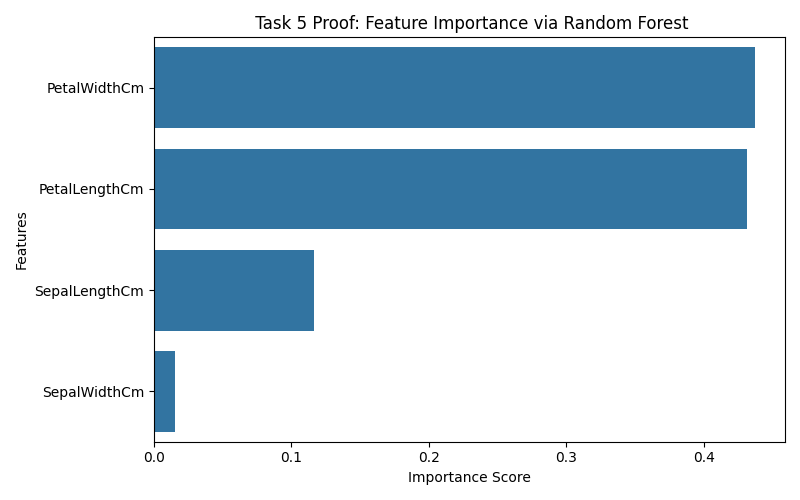 Task 5 Proof: Feature Importance via Random Forest
PetalWidthCm
PetalLengthCm
SepalLengthCm
SepalWidthCm
Features
0.0 0.1 0.2 0.3 0.4
Importance Score